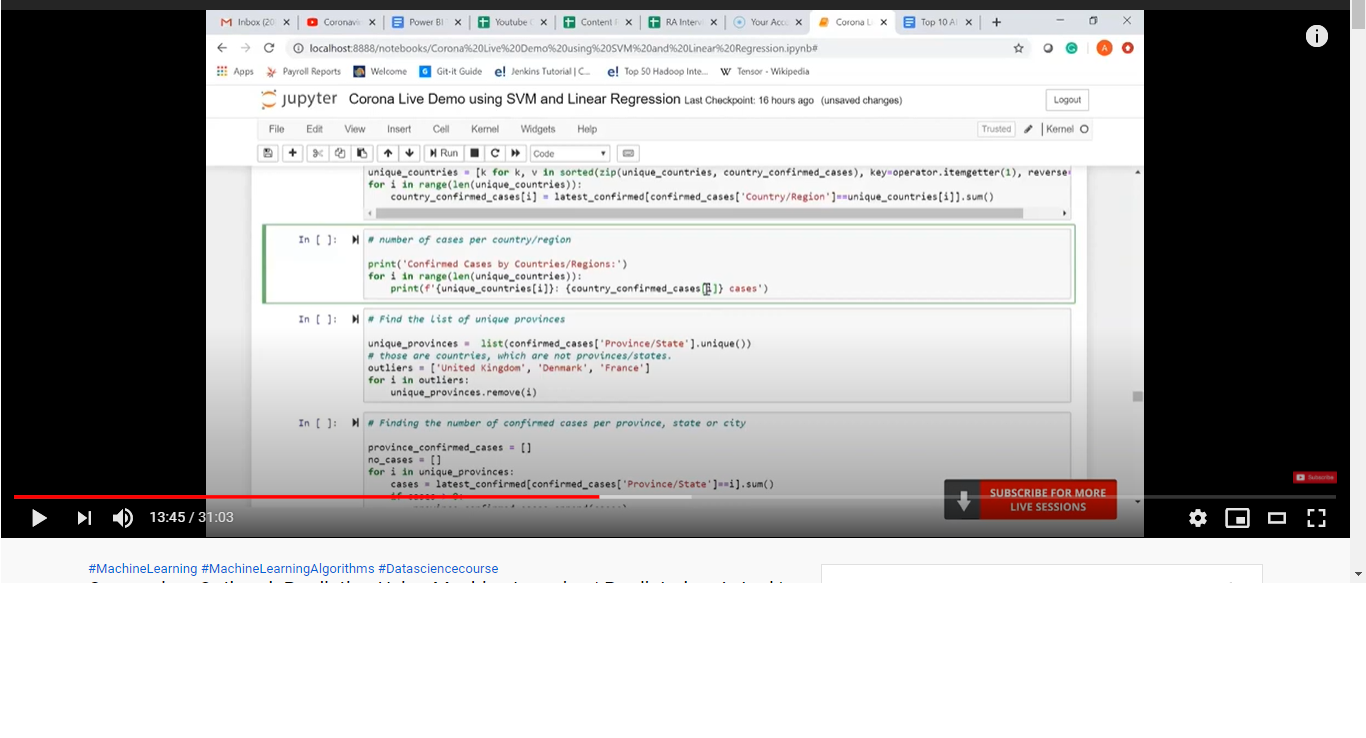 Inbox (20
Coronavi
Power BI
Youtube
Content
RA Interv
Your Acc
Corona L
Top 10 A
localhost:8888/notebooks/Corona%20Live%20Demo%20using%20SVM%20and%20Linear%20Regression.ipynb#
A
Apps Payroll Reports Welcome Git-it Guide Jenkins Tutorial | C... Top 50 Hadoop Inte... Tensor - Wikipedia
jupyter Corona Live Demo using SVM and Linear Regression Last Checkpoint: 16 hours ago (unsaved changes)
Logout
File Edit View Insert Cell Kernel Widgets Help
Trusted Kernel
Run Code
unique_countries = [k for k, v in sorted(zip(unique_countries, country_confirmed_cases), key=operator.itemgetter(1), reverse=
for i in range(len(unique_countries)):
country_confirmed_cases[i] = latest_confirmed[confirmed_cases['Country/Region']==unique_countries[i]].sum()
In [ ]: # number of cases per country/region
print('Confirmed Cases by Countries/Regions:')
for i in range(len(unique_countries)):
print(f'{unique_countries[i]}: {country_confirmed_cases[i]} cases')
In [ ]: # Find the list of unique provinces
unique_provinces = list(confirmed_cases['Province/State'].unique())
# those are countries, which are not provinces/states.
outliers = ['United Kingdom', 'Denmark', 'France']
for i in outliers:
unique_provinces.remove(i)
In [ ]: # Finding the number of confirmed cases per province, state or city
province_confirmed_cases = []
no_cases = []
for i in unique_provinces:
cases = latest_confirmed[confirmed_cases['Province/State']==i].sum()
if cases > 0:
Subscribe
SUBSCRIBE FOR MORE
LIVE SESSIONS
13:45 / 31:03
#MachineLearning #MachineLearningAlgorithms #Datasciencecourse